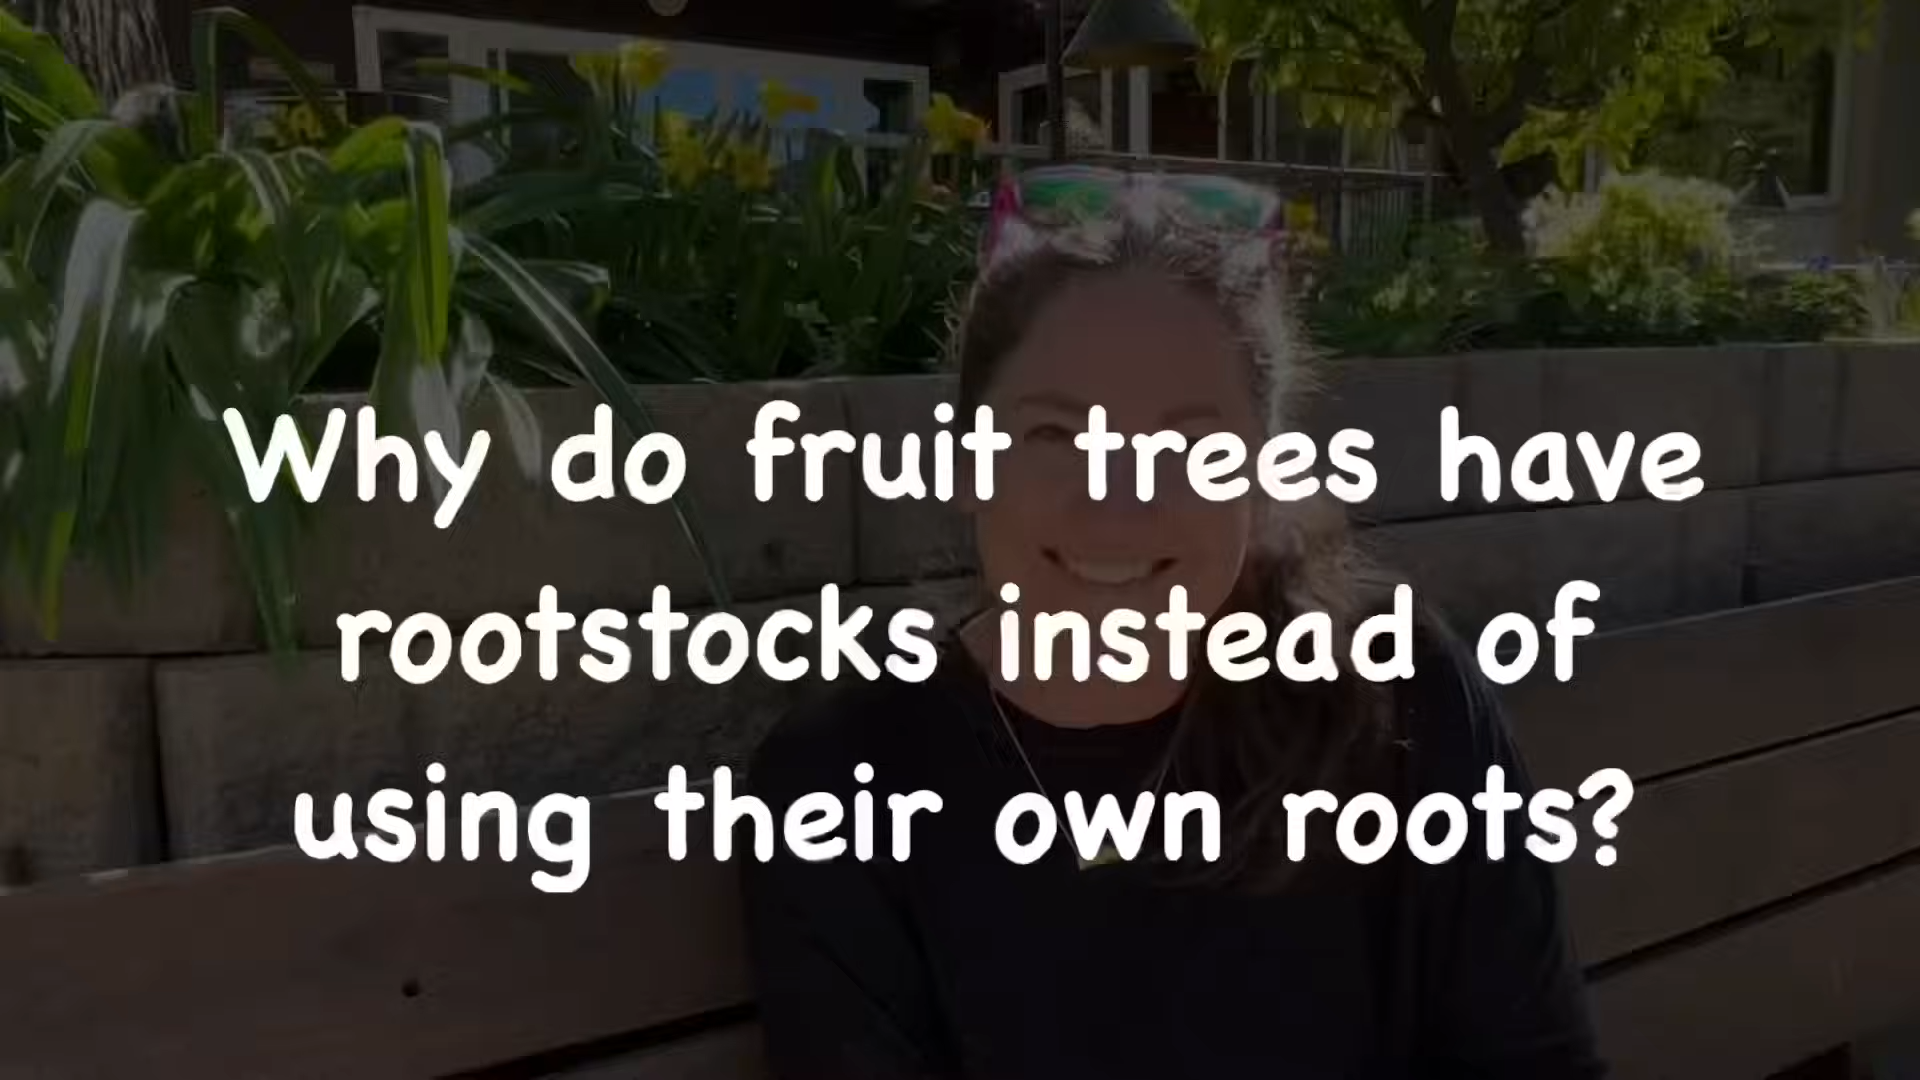 Why do fruit trees have
rootstocks instead of
using their own roots?